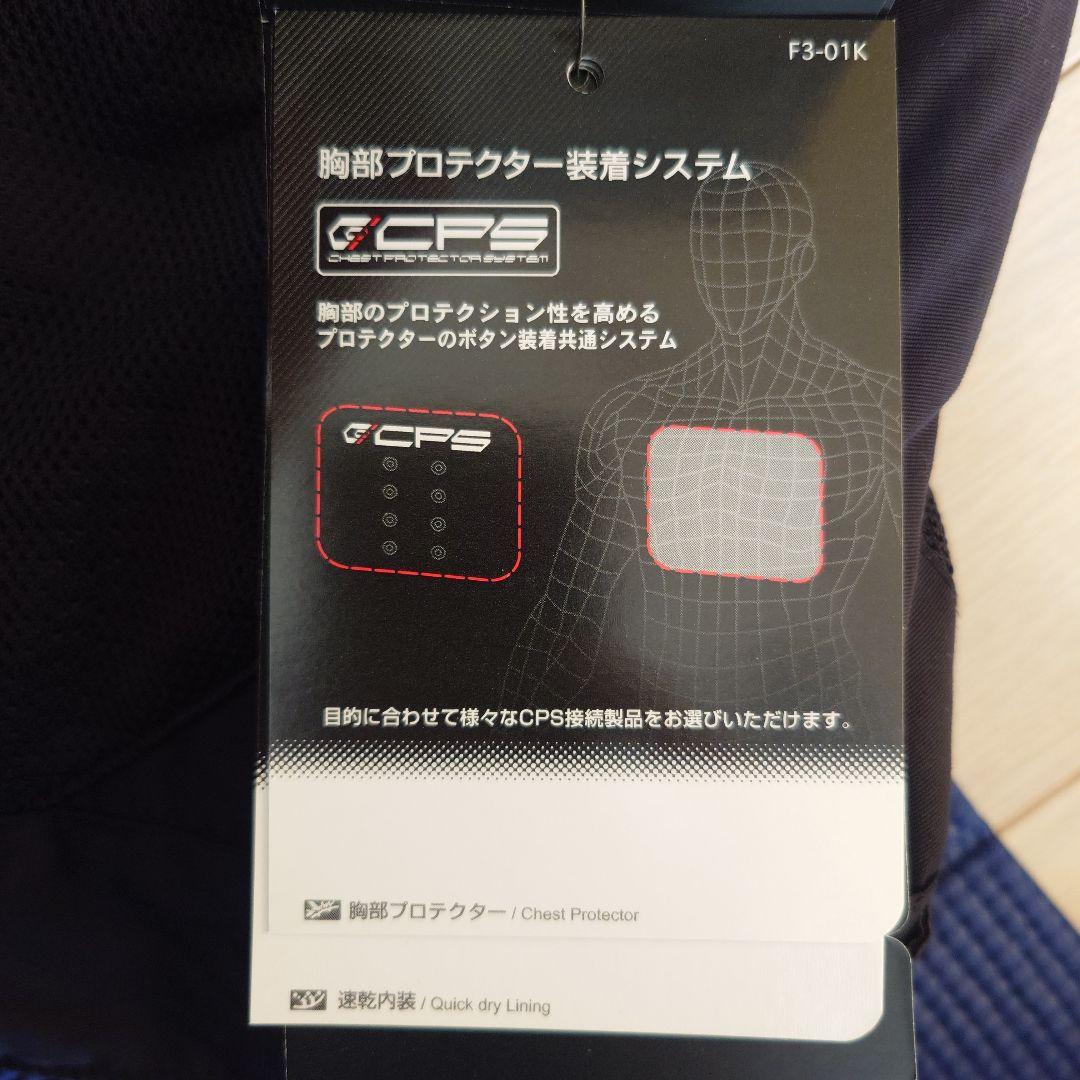 F3-01K
胸部プロテクター装着システム
CPS
CHEST PROTECTOR SYSTEM
胸部のプロテクション性を高める
プロテクターのボタン装着共通システム
CPS
目的に合わせて様々なCPS接続製品をお選びいただけます。
胸部プロテクター / Chest Protector
速乾内装 / Quick dry Lining